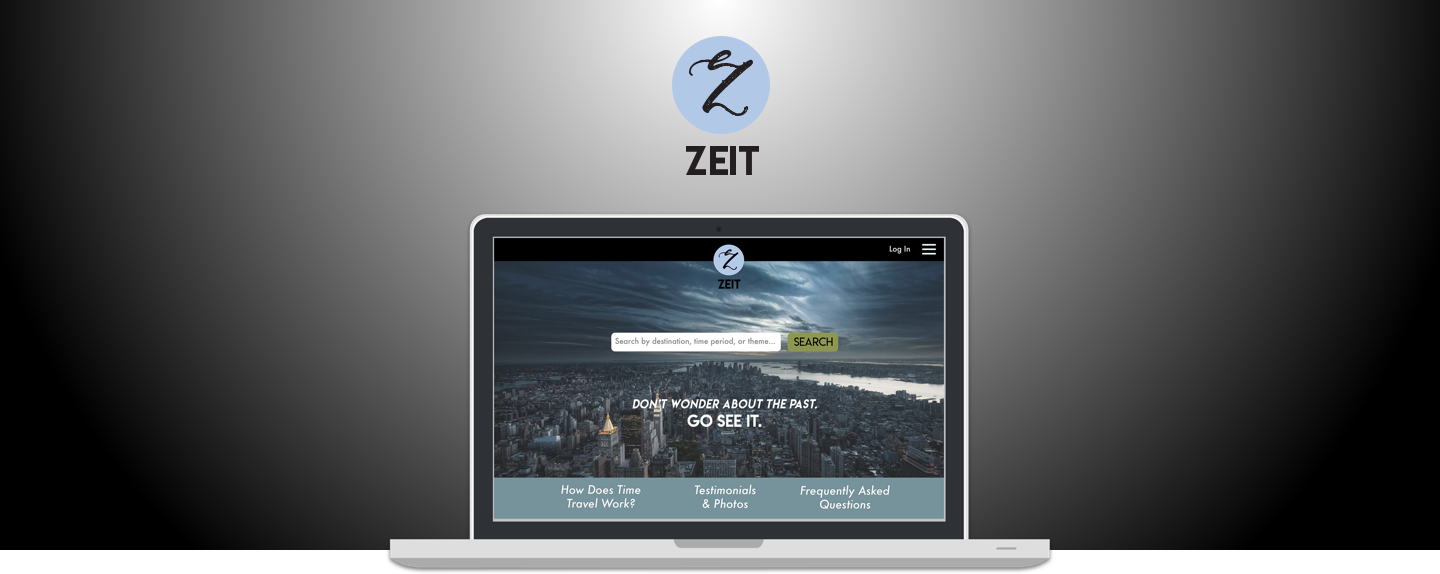 Z
ZEIT
Log In
Z
ZEIT
Search by destination, time period, or theme...
SEARCH
DON'T WONDER ABOUT THE PAST.
GO SEE IT.
How Does Time
Travel Work?
Testimonials
& Photos
Frequently Asked
Questions